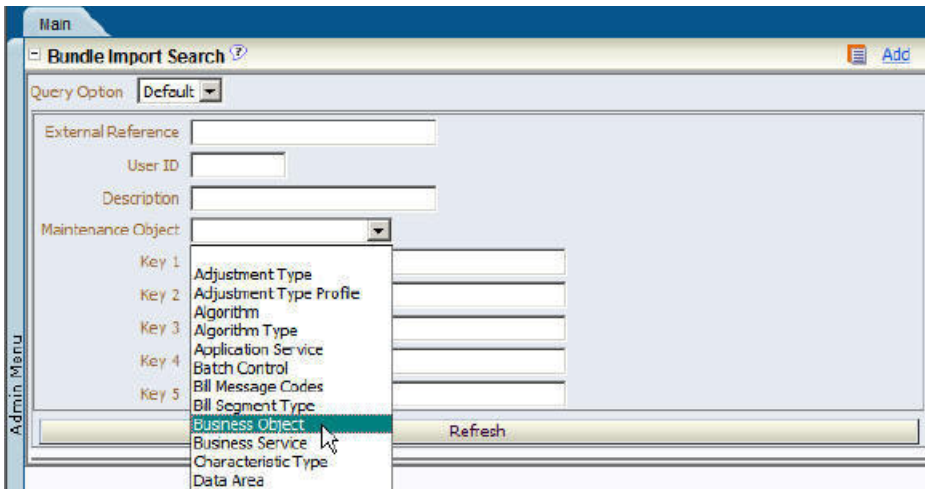 Main
Bundle Import Search ?
Add
Query Option Default
External Reference
User ID
Description
Maintenance Object
Key 1
Key 2
Key 3
Key 4
Key 5
Adjustment Type
Adjustment Type Profile
Algorithm
Algorithm Type
Application Service
Batch Control
Bill Message Codes
Bill Segment Type
Business Object
Business Service
Characteristic Type
Data Area
Refresh
Admin Menu